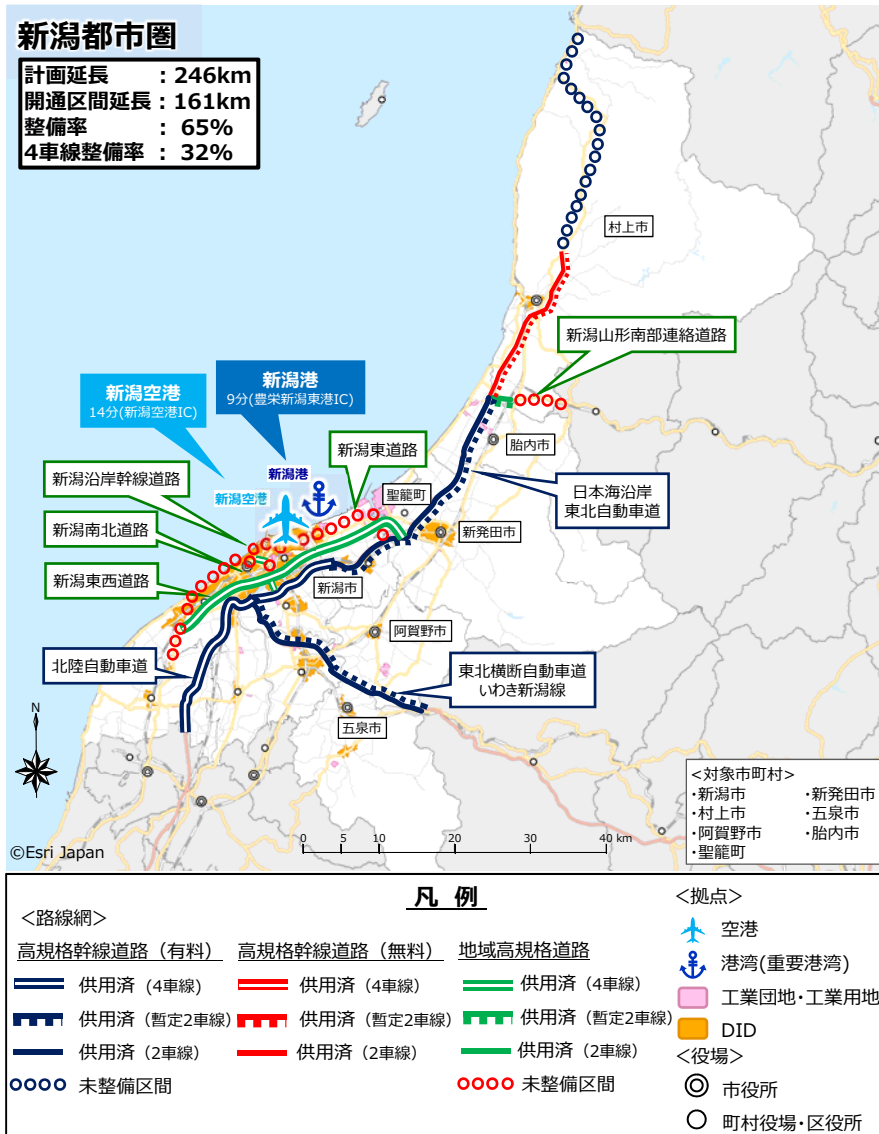 新潟都市圏
計画延長 : 246km
開通区間延長 : 161km
整備率 : 65%
4車線整備率 : 32%
村上市
新潟山形南部連絡道路
新潟空港
14分(新潟空港IC)
新潟港
9分(豊栄新潟東港IC)
新潟東道路
胎内市
新潟港
聖籠町
新潟沿岸幹線道路
新潟空港
日本海沿岸
東北自動車道
新潟南北道路
新発田市
新潟東西道路
新潟市
阿賀野市
北陸自動車道
東北横断自動車道
いわき新潟線
五泉市
N
<対象市町村>
・新潟市 ・新発田市
・村上市 ・五泉市
・阿賀野市 ・胎内市
・聖籠町
0 5 10 20 30 40 km
©Esri Japan
凡 例
<路線網>
高規格幹線道路（有料） 高規格幹線道路（無料） 地域高規格道路
供用済（4車線） 供用済（4車線） 供用済（4車線）
供用済（暫定2車線） 供用済（暫定2車線） 供用済（暫定2車線）
供用済（2車線） 供用済（2車線） 供用済（2車線）
未整備区間 未整備区間
<拠点>
空港
港湾(重要港湾)
工業団地・工業用地
DID
<役場>
市役所
町村役場・区役所